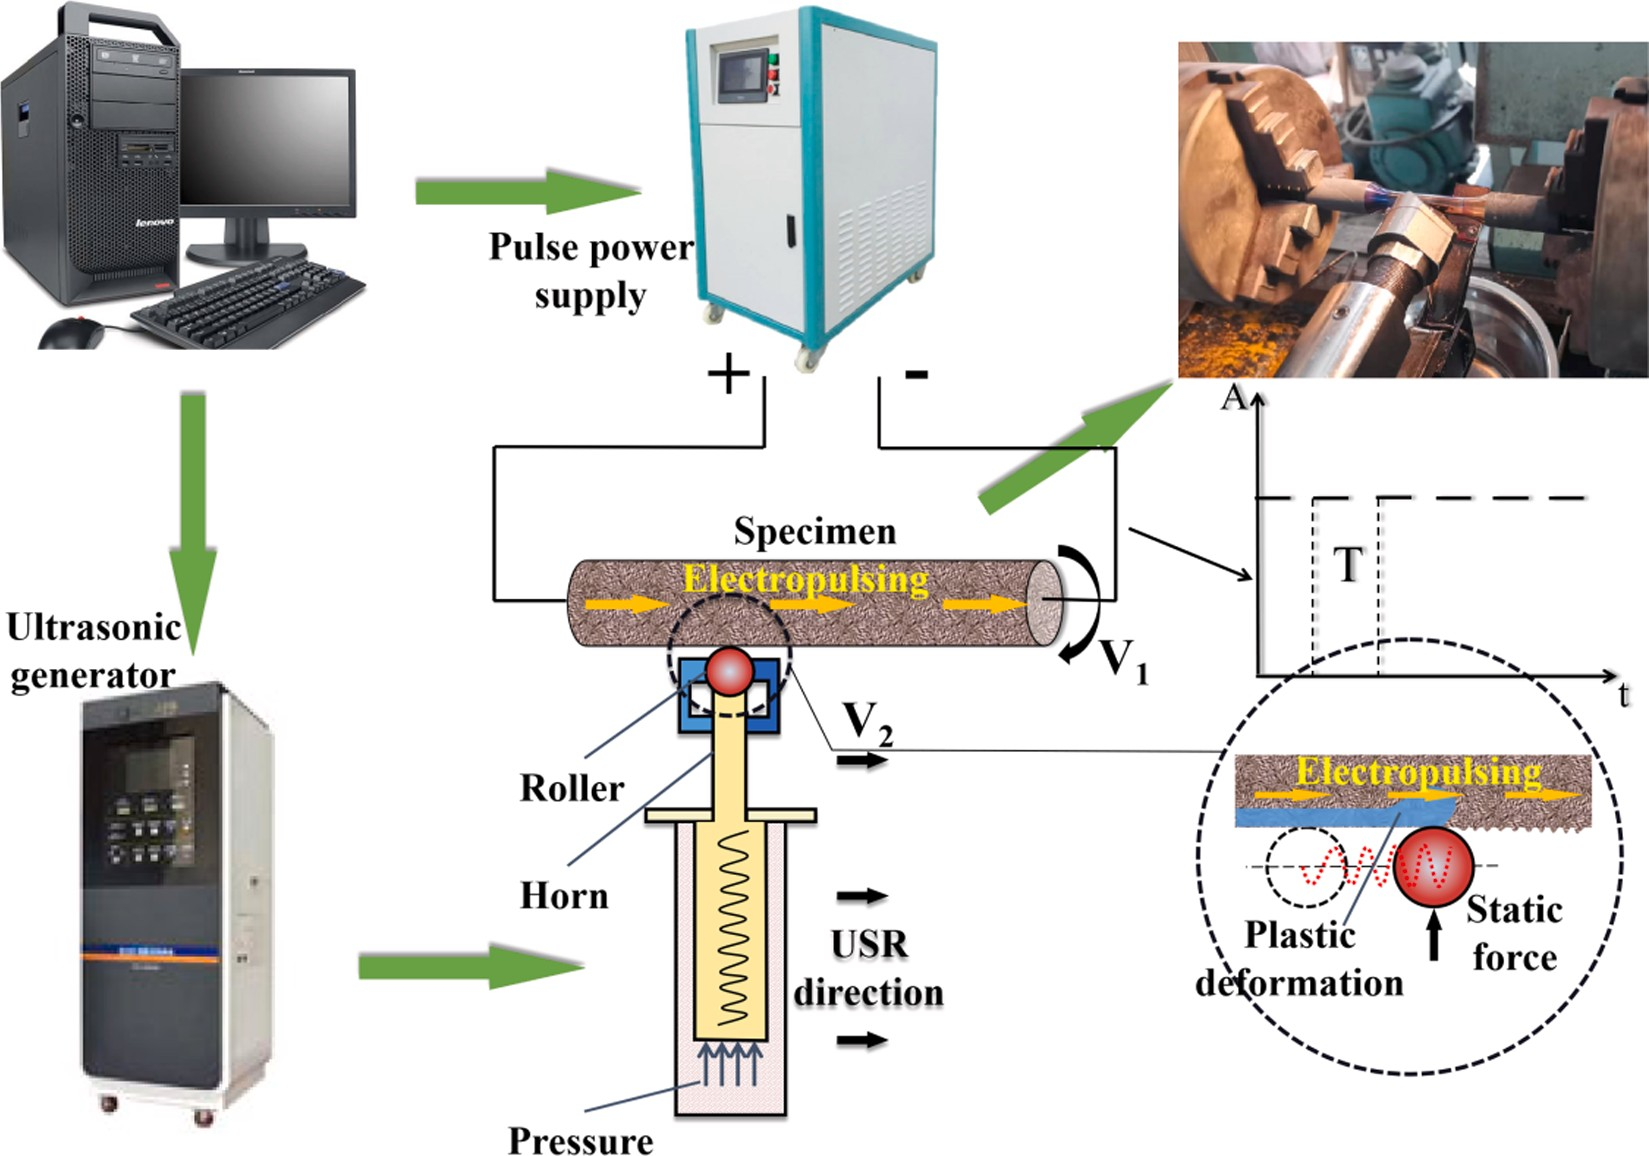 lenovo
Pulse power
supply
+
-
A
T
t
Specimen
Electropulsing
V1
Ultrasonic
generator
V2
Roller
Horn
USR
direction
Pressure
Electropulsing
Static
force
Plastic
deformation